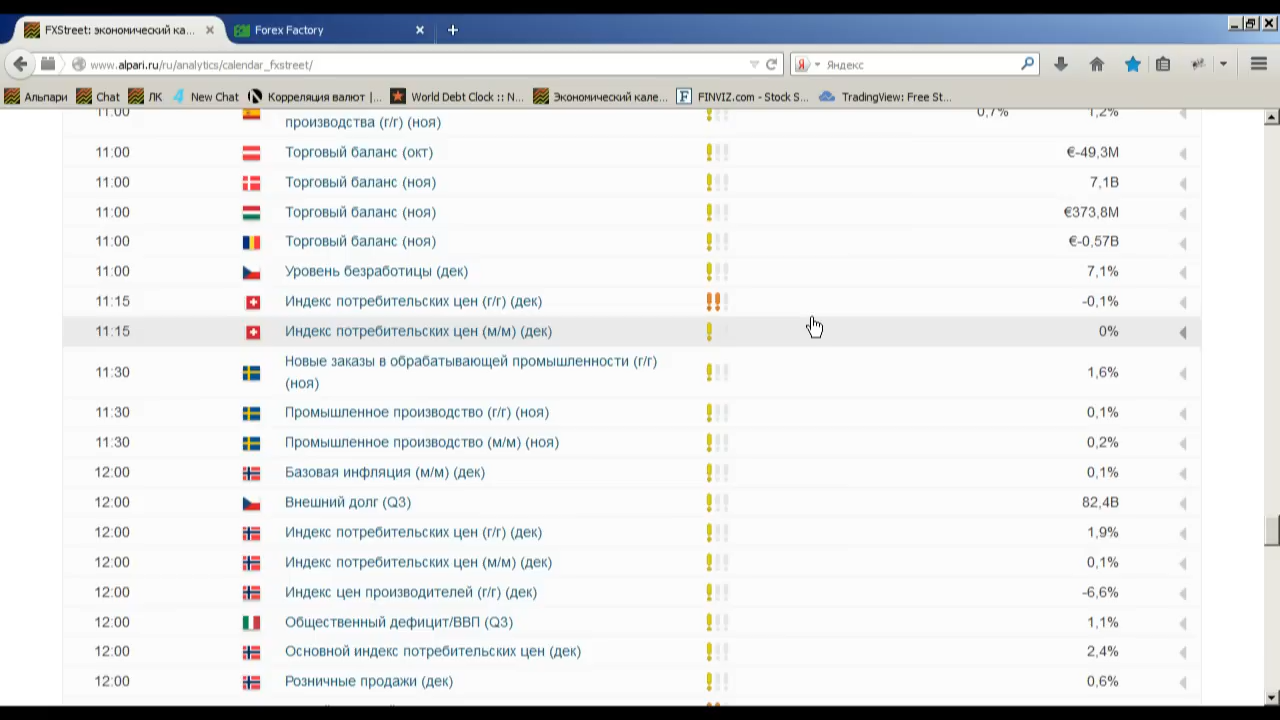 FXStreet: экономический ка...
Forex Factory
www.alpari.ru/ru/analytics/calendar_fxstreet/
Яндекс
Альпари
Chat
ЛК
New Chat
Корреляция валют |...
World Debt Clock :: N...
Экономический кале...
FINVIZ.com - Stock S...
TradingView: Free St...
11:00 производства (г/г) (ноя) 0,7% 1,2%
11:00 Торговый баланс (окт) €-49,3M
11:00 Торговый баланс (ноя) 7,1B
11:00 Торговый баланс (ноя) €373,8M
11:00 Торговый баланс (ноя) €-0,57B
11:00 Уровень безработицы (дек) 7,1%
11:15 Индекс потребительских цен (г/г) (дек) -0,1%
11:15 Индекс потребительских цен (м/м) (дек) 0%
11:30 Новые заказы в обрабатывающей промышленности (г/г) 1,6%
(ноя)
11:30 Промышленное производство (г/г) (ноя) 0,1%
11:30 Промышленное производство (м/м) (ноя) 0,2%
12:00 Базовая инфляция (м/м) (дек) 0,1%
12:00 Внешний долг (Q3) 82,4B
12:00 Индекс потребительских цен (г/г) (дек) 1,9%
12:00 Индекс потребительских цен (м/м) (дек) 0,1%
12:00 Индекс цен производителей (г/г) (дек) -6,6%
12:00 Общественный дефицит/ВВП (Q3) 1,1%
12:00 Основной индекс потребительских цен (дек) 2,4%
12:00 Розничные продажи (дек) 0,6%